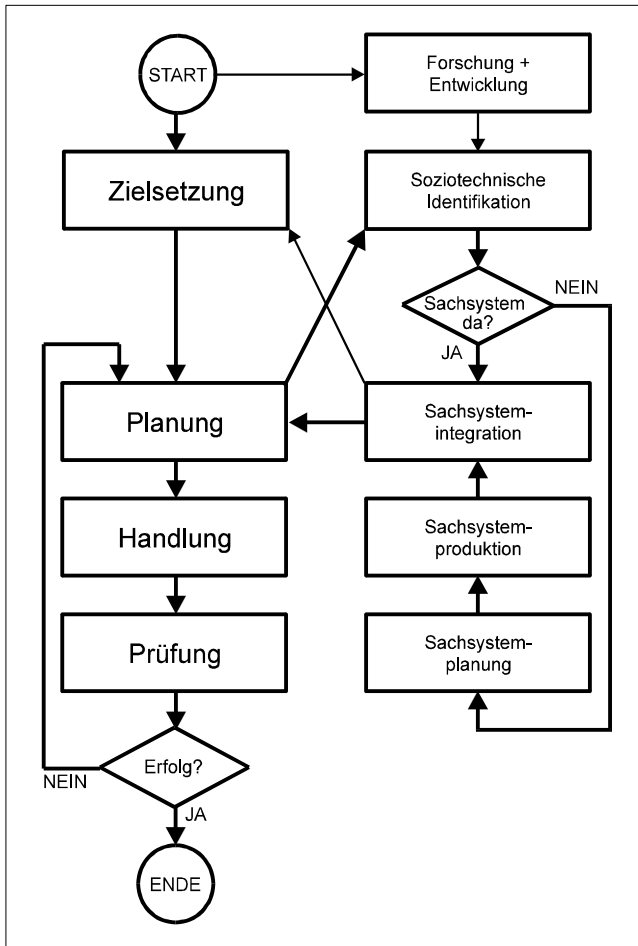 START
Forschung +
Entwicklung
Zielsetzung
Soziotechnische
Identifikation
Sachsystem
da?
NEIN
JA
Planung
Sachsystem-
integration
Handlung
Sachsystem-
produktion
Prüfung
Sachsystem-
planung
Erfolg?
NEIN
JA
ENDE